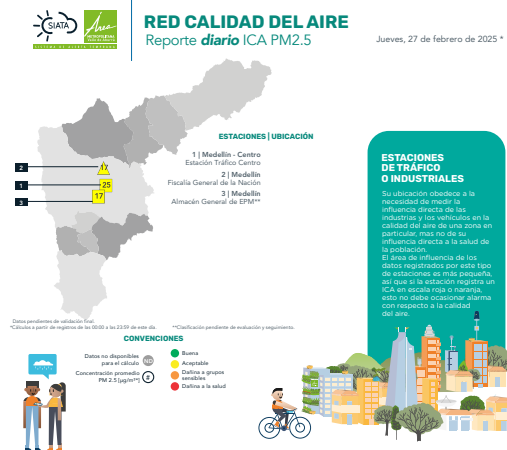 SIATA
Área
METROPOLITANA
Valle de Aburrá
SISTEMA DE ALERTA TEMPRANA
RED CALIDAD DEL AIRE
Reporte diario ICA PM2.5
Jueves, 27 de febrero de 2025 *
ESTACIONES | UBICACIÓN
1 | Medellín - Centro
Estación Tráfico Centro
2 | Medellín
Fiscalía General de la Nación
3 | Medellín
Almacén General de EPM**
2
17
1
25
3
17
ESTACIONES
DE TRÁFICO
O INDUSTRIALES
Su ubicación obedece a la
necesidad de medir la
influencia directa de las
industrias y los vehículos en la
calidad del aire de una zona en
particular, mas no de su
influencia directa a la salud de
la población.
El área de influencia de los
datos registrados por este tipo
de estaciones es más pequeña,
así que si la estación registra un
ICA en escala roja o naranja,
esto no debe ocasionar alarma
con respecto a la calidad
del aire.
Datos pendientes de validación final.
*Cálculos a partir de registros de las 00:00 a las 23:59 de este día.
**Clasificación pendiente de evaluación y seguimiento.
CONVENCIONES
Datos no disponibles
para el cálculo
ND
Concentración promedio
PM 2.5 (µg/m³)
#
Buena
Aceptable
Dañina a grupos
sensibles
Dañina a la salud